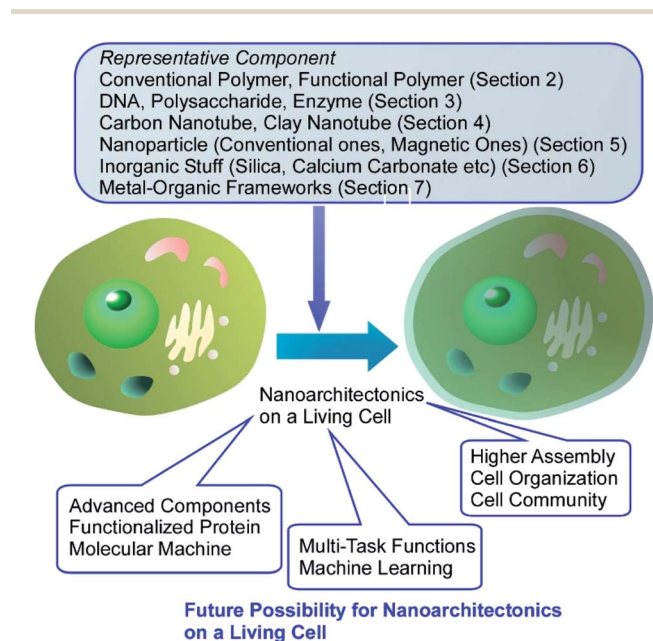 Representative Component
Conventional Polymer, Functional Polymer (Section 2)
DNA, Polysaccharide, Enzyme (Section 3)
Carbon Nanotube, Clay Nanotube (Section 4)
Nanoparticle (Conventional ones, Magnetic Ones) (Section 5)
Inorganic Stuff (Silica, Calcium Carbonate etc) (Section 6)
Metal-Organic Frameworks (Section 7)
Nanoarchitectonics
on a Living Cell
Higher Assembly
Cell Organization
Cell Community
Advanced Components
Functionalized Protein
Molecular Machine
Multi-Task Functions
Machine Learning
Future Possibility for Nanoarchitectonics
on a Living Cell